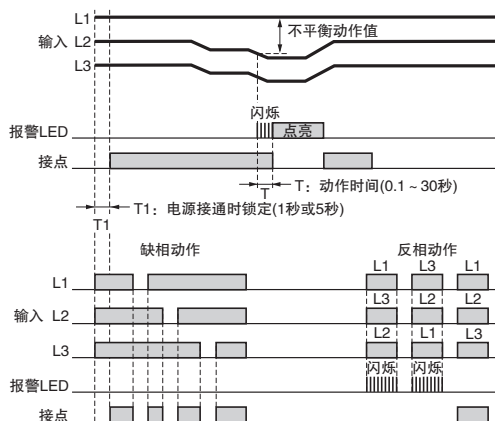 L1
不平衡动作值
输入 L2
L3
闪烁
报警LED
点亮
接点
T
T：动作时间(0.1～30秒)
T1：电源接通时锁定(1秒或5秒)
T1
缺相动作
反相动作
L1 L3 L1
L1
L3 L2 L2
输入 L2
L2 L1 L3
L3
闪烁 闪烁
报警LED
接点